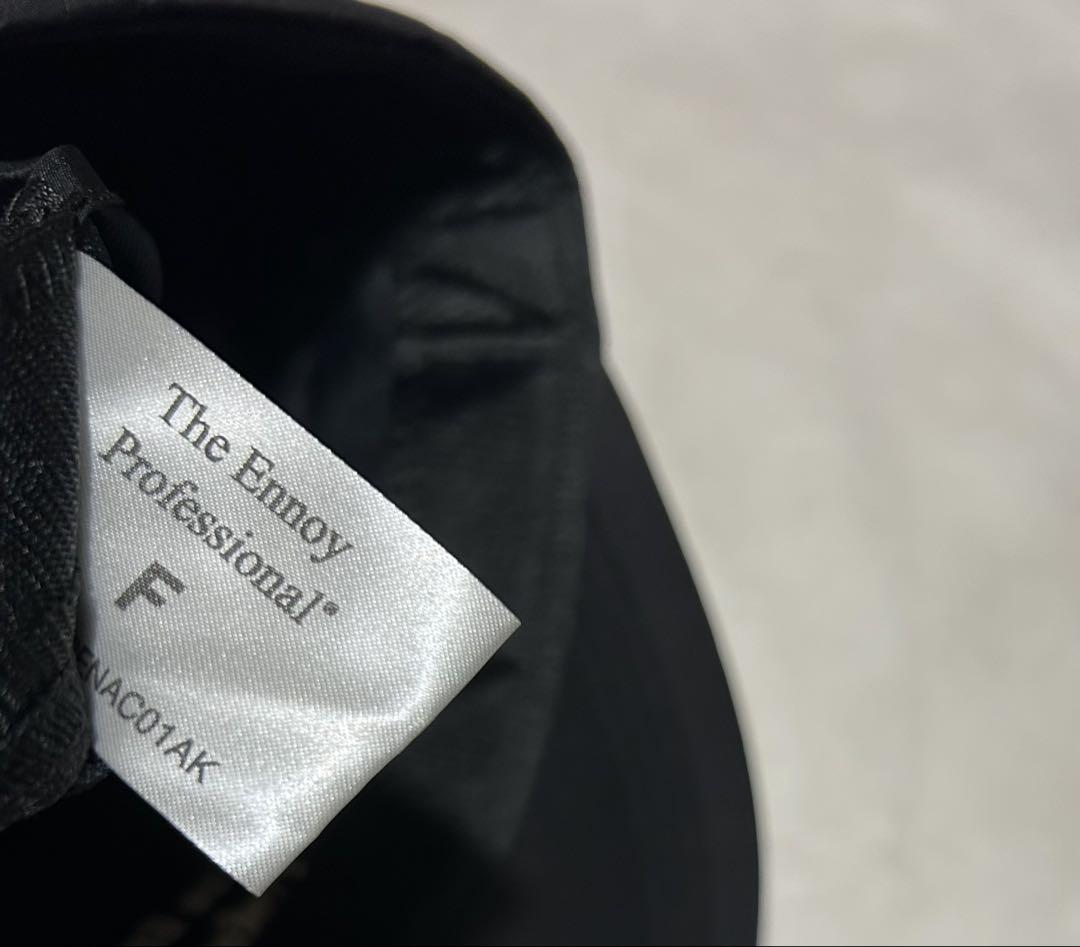 The Ennoy
Professional®
F
ENAC01AK